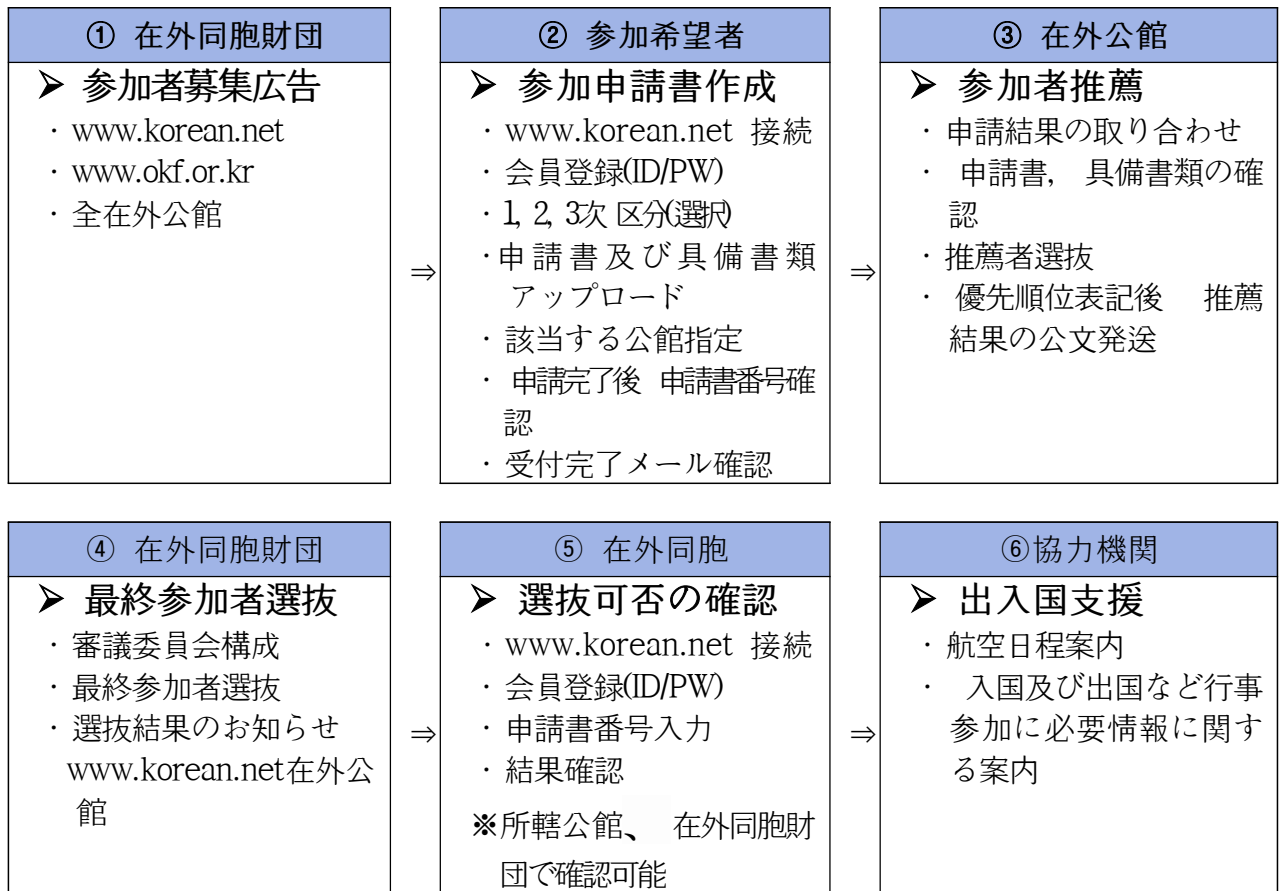 ① 在外同胞財団
➢ 参加者募集広告
· www.korean.net
· www.okf.or.kr
· 全在外公館
⇒
② 参加希望者
➢ 参加申請書作成
· www.korean.net 接続
· 会員登録(ID/PW)
· 1, 2, 3次 区分(選択)
·申請書及び具備書類
アップロード
· 該当する公館指定
· 申請完了後 申請書番号確
認
· 受付完了メール確認
⇒
③ 在外公館
➢ 参加者推薦
· 申請結果の取り合わせ
· 申請書, 具備書類の確
認
· 推薦者選抜
· 優先順位表記後 推薦
結果の公文発送
④ 在外同胞財団
➢ 最終参加者選抜
· 審議委員会構成
· 最終参加者選抜
· 選抜結果のお知らせ
www.korean.net在外公
館
⇒
⑤ 在外同胞
➢ 選抜可否の確認
· www.korean.net 接続
· 会員登録(ID/PW)
· 申請書番号入力
· 結果確認
※所轄公館、 在外同胞財
団で確認可能
⇒
⑥協力機関
➢ 出入国支援
· 航空日程案内
· 入国及び出国など行事
参加に必要情報に関す
る案内